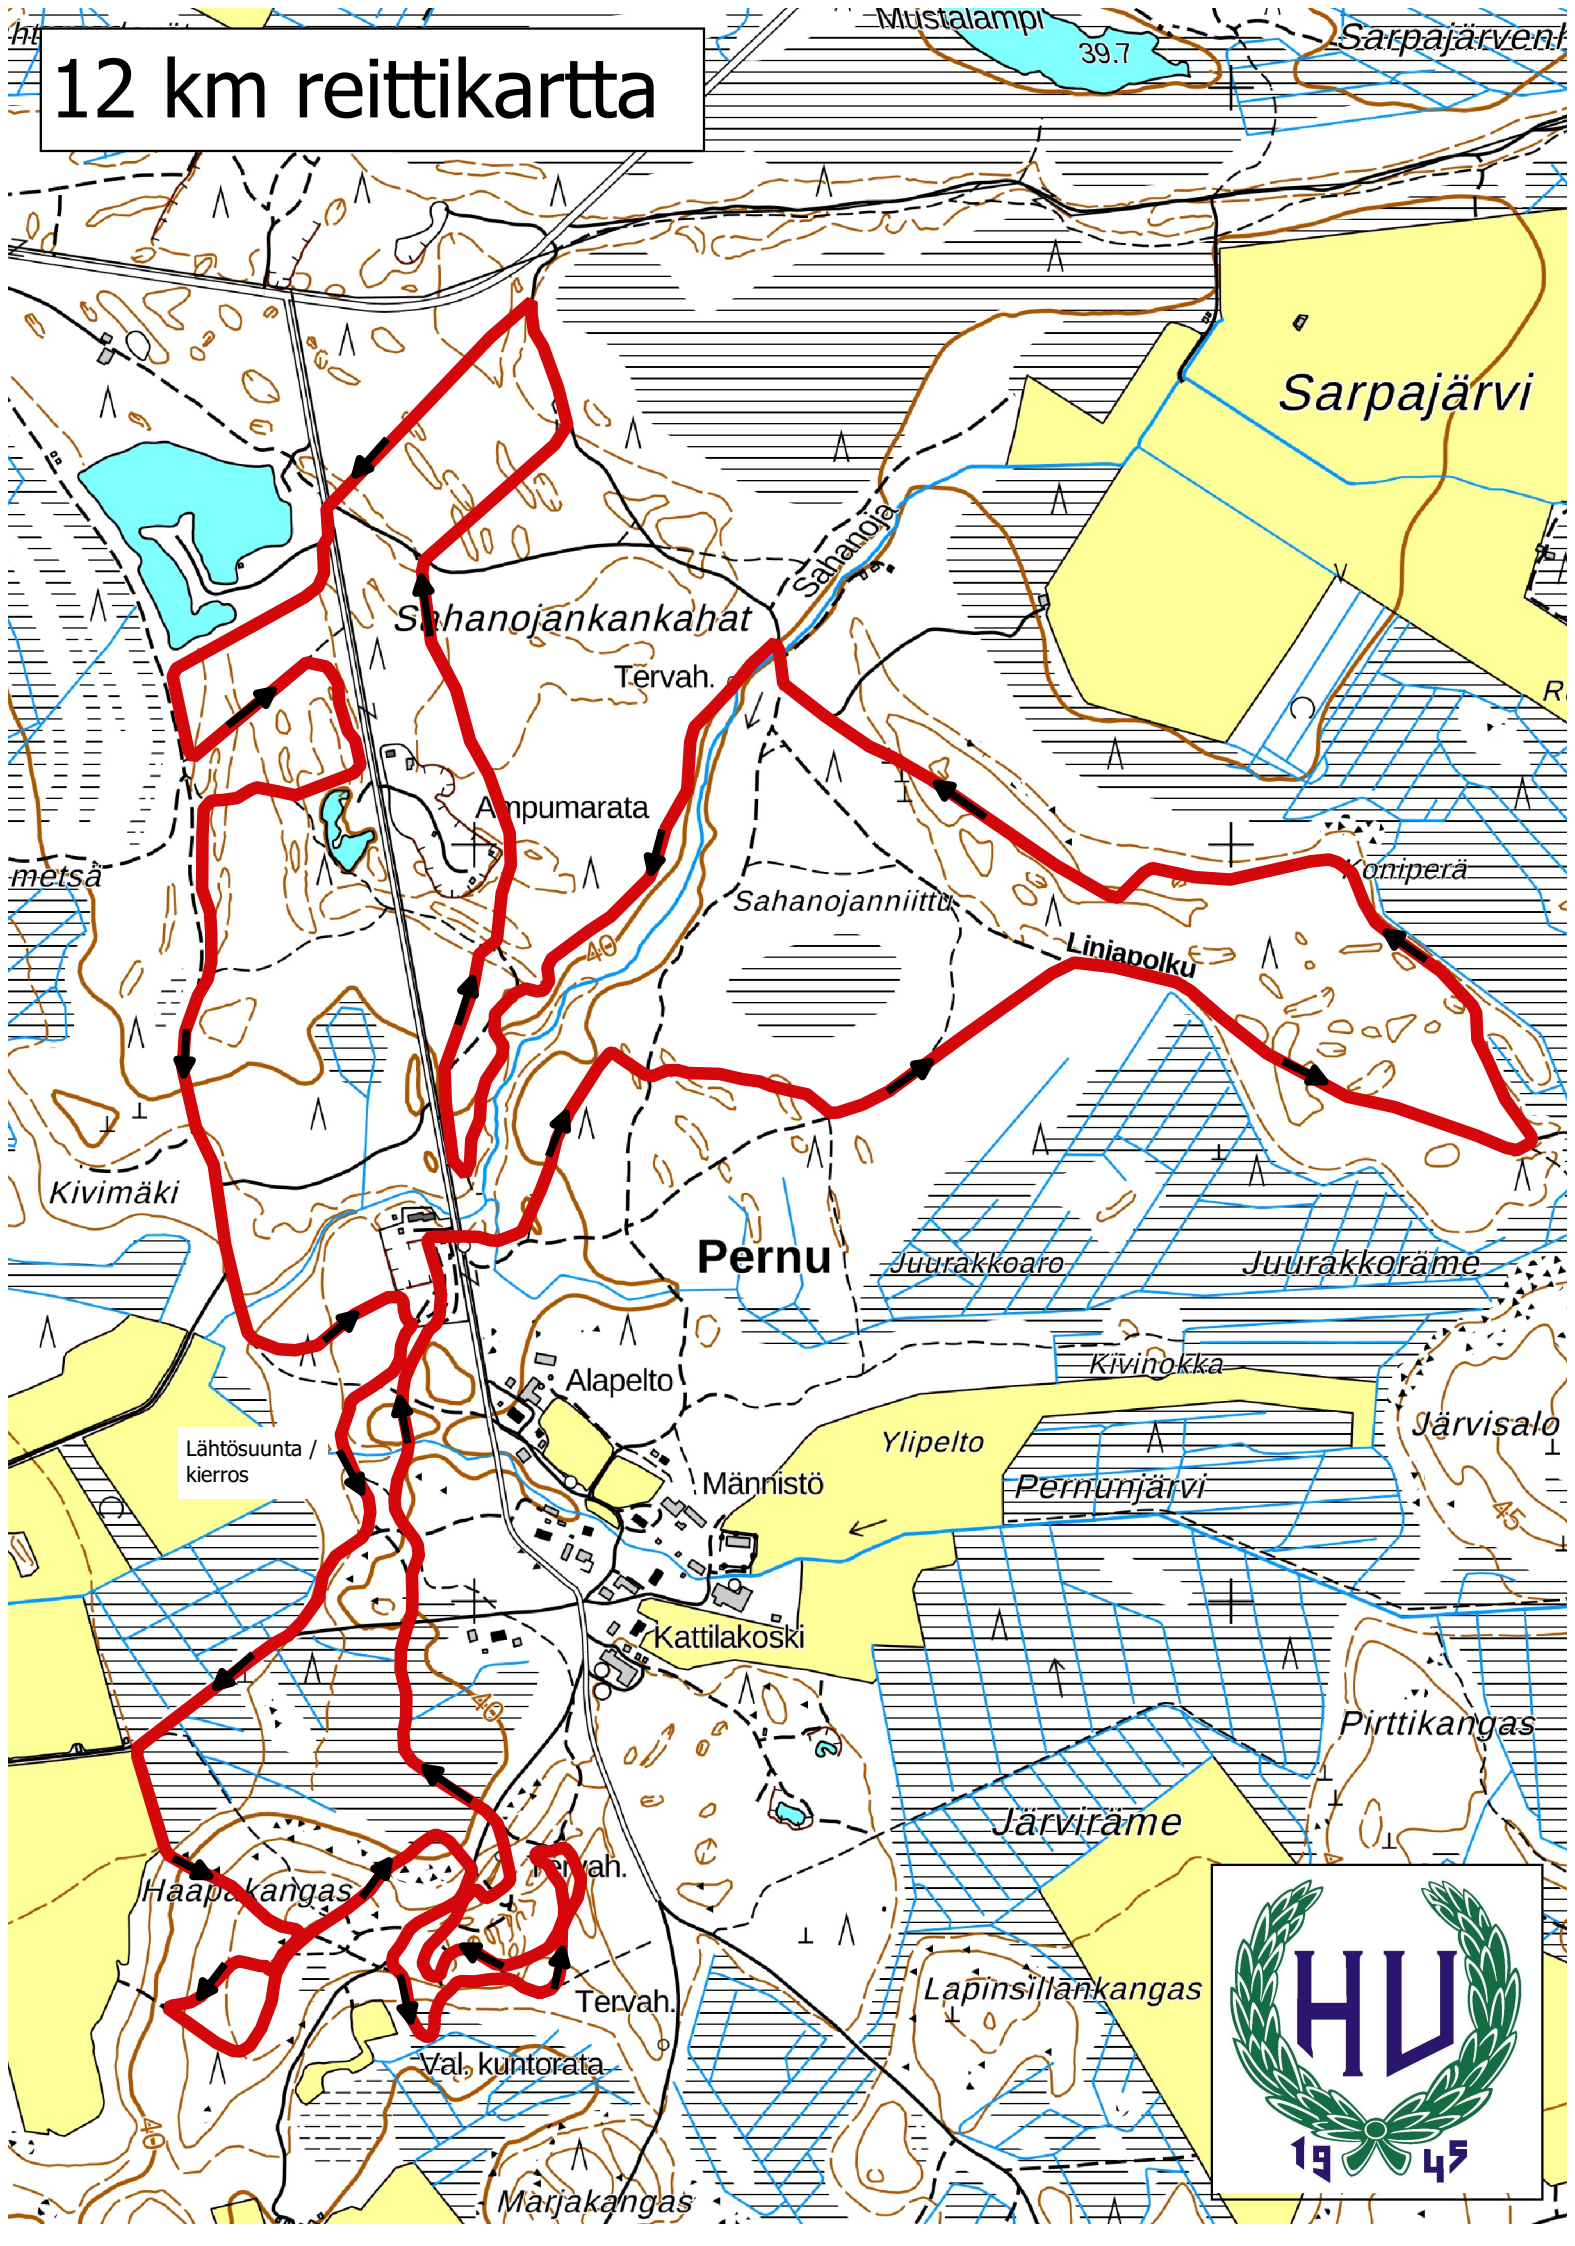 Mustalampi
39.7
Sarpajärvenh
12 km reittikartta
Sarpajärvi
Sahanoja
Sahanojankankahat
Tervah.
Ampumarata
metsä
Koniperä
Sahanojanniittu
40
Liniapolku
Kivimäki
Pernu
Juurakkoaro
Juurakkoräme
Alapelto
Kivinokka
Järvisalo
Lähtösuunta /
kierros
Ylipelto
Männistö
Pernunjärvi
45
Kattilakoski
40
Pirttikangas
Järviräme
Tervah.
Haapakangas
Lapinsillankangas
Tervah.
Val. kuntorata
HU
40
1945
Marjakangas